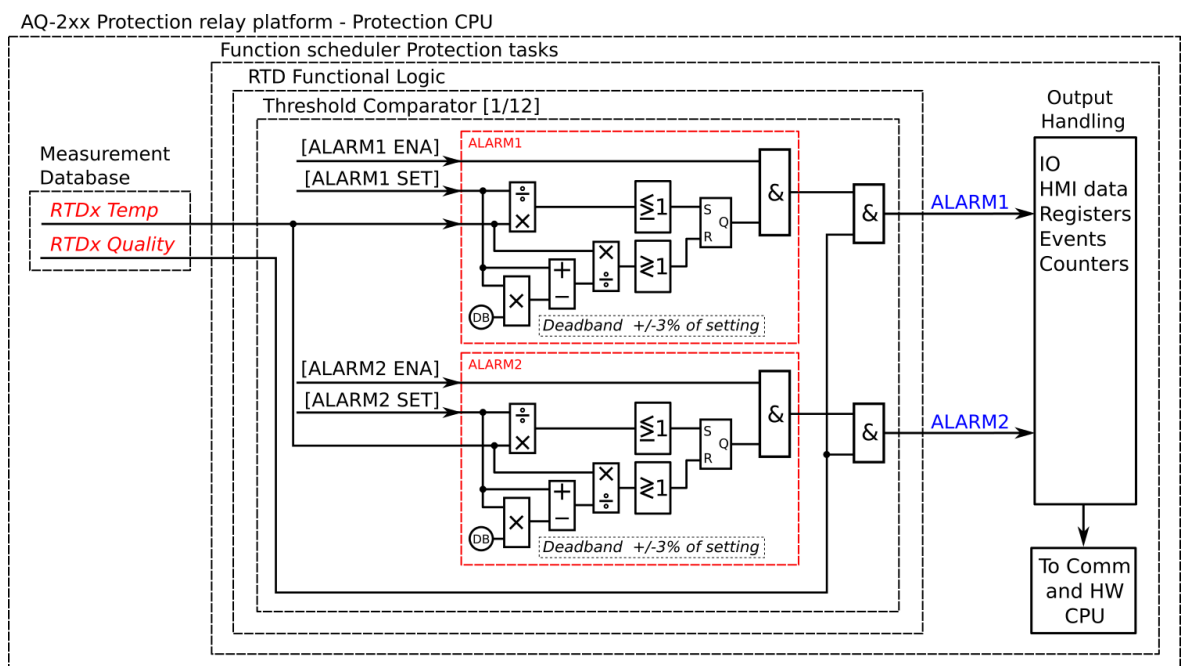 AQ-2xx Protection relay platform - Protection CPU
Function scheduler Protection tasks
RTD Functional Logic
Threshold Comparator [1/12]
Measurement
Database
RTDx Temp
RTDx Quality
[ALARM1 ENA]
[ALARM1 SET]
ALARM1
÷
×
≦1
S
R
Q
&
&
ALARM1
×
÷
≷1
+
−
×
DB
Deadband +/-3% of setting
[ALARM2 ENA]
[ALARM2 SET]
ALARM2
÷
×
≦1
S
R
Q
&
&
ALARM2
×
÷
≷1
+
−
×
DB
Deadband +/-3% of setting
Output
Handling
IO
HMI data
Registers
Events
Counters
To Comm
and HW
CPU